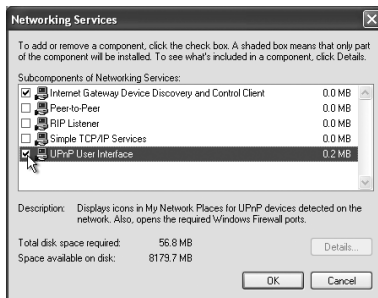 Networking Services
To add or remove a component, click the check box. A shaded box means that only part
of the component will be installed. To see what's included in a component, click Details.
Subcomponents of Networking Services:
Internet Gateway Device Discovery and Control Client 0.0 MB
Peer-to-Peer 0.0 MB
RIP Listener 0.0 MB
Simple TCP/IP Services 0.0 MB
UPnP User Interface 0.2 MB
Description: Displays icons in My Network Places for UPnP devices detected on the
network. Also, opens the required Windows Firewall ports.
Total disk space required: 56.8 MB
Details...
Space available on disk: 8179.7 MB
OK Cancel